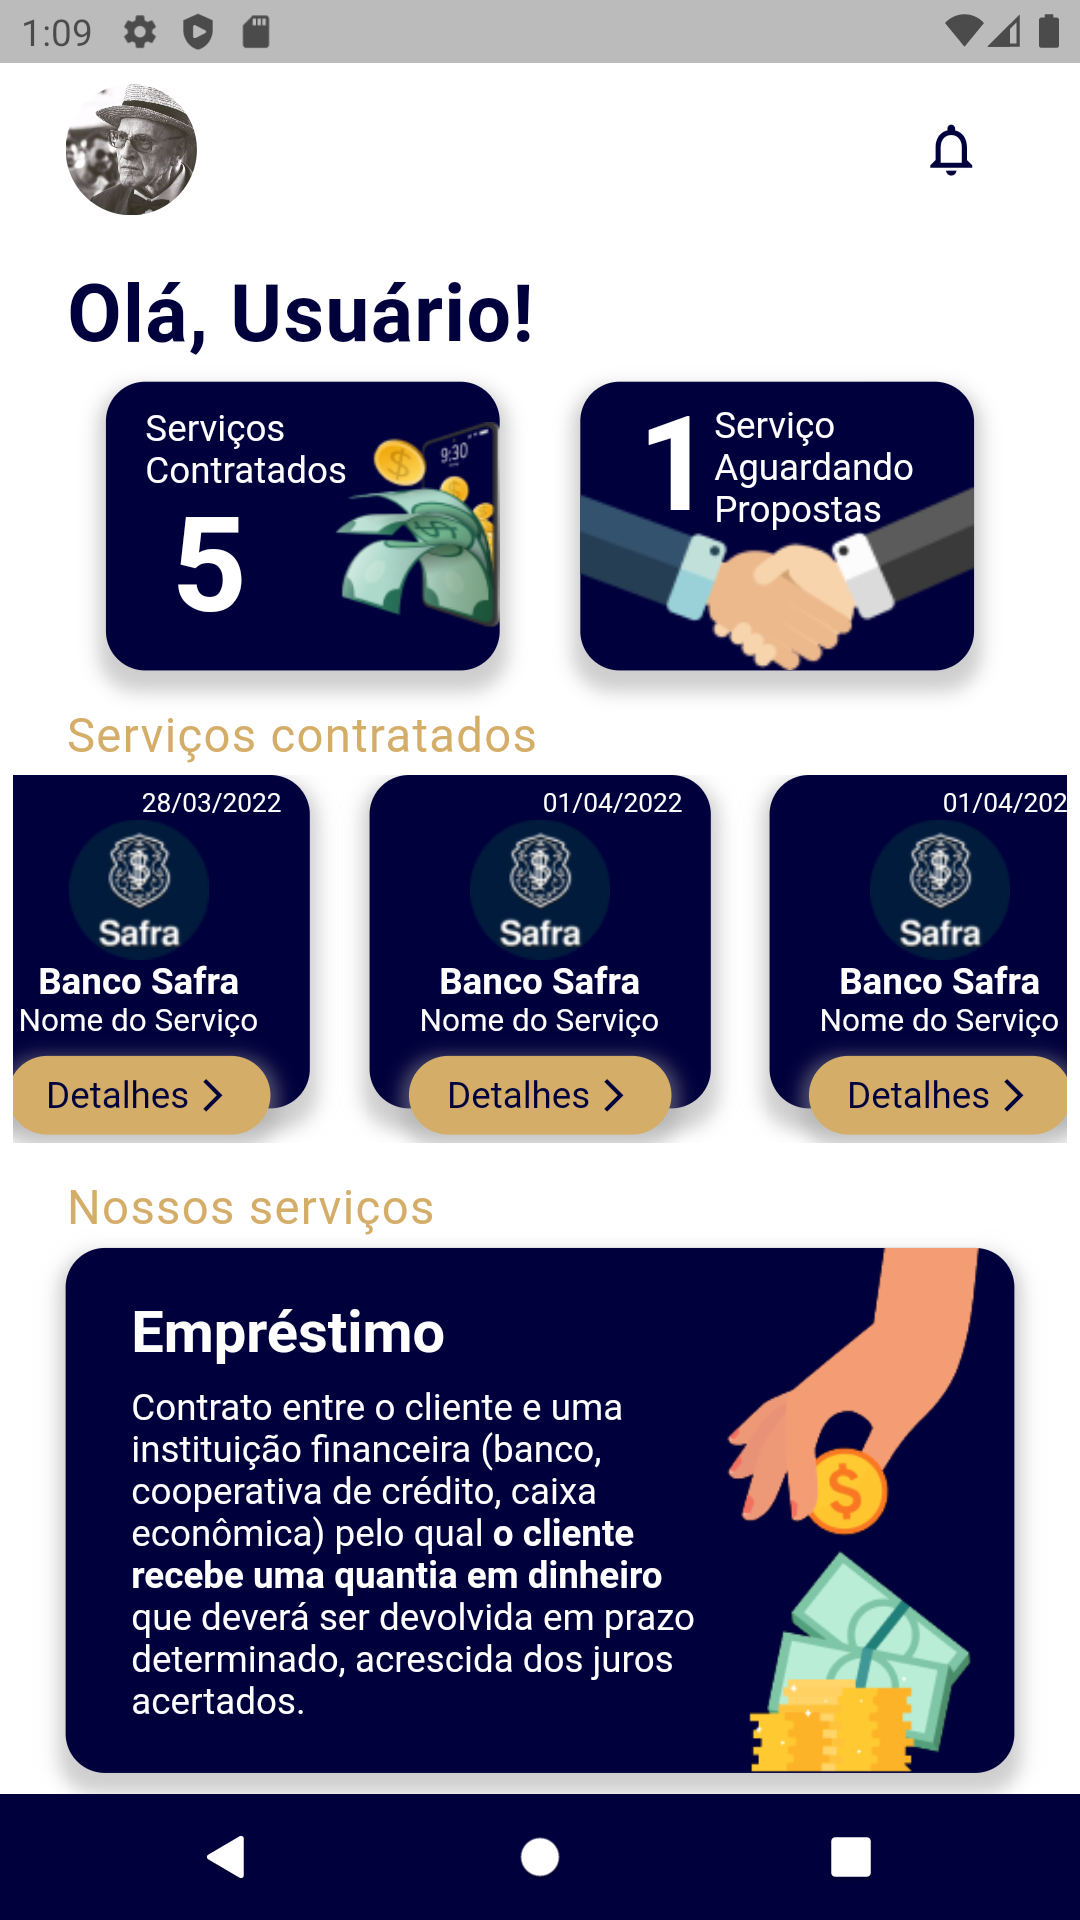 1:09
Olá, Usuário!
Serviços
Contratados
5
9:30
1
Serviço
Aguardando
Propostas
Serviços contratados
28/03/2022
Safra
Banco Safra
Nome do Serviço
Detalhes
01/04/2022
Safra
Banco Safra
Nome do Serviço
Detalhes
01/04/202
Safra
Banco Safra
Nome do Serviço
Detalhes
Nossos serviços
Empréstimo
Contrato entre o cliente e uma
instituição financeira (banco,
cooperativa de crédito, caixa
econômica) pelo qual o cliente
recebe uma quantia em dinheiro
que deverá ser devolvida em prazo
determinado, acrescida dos juros
acertados.